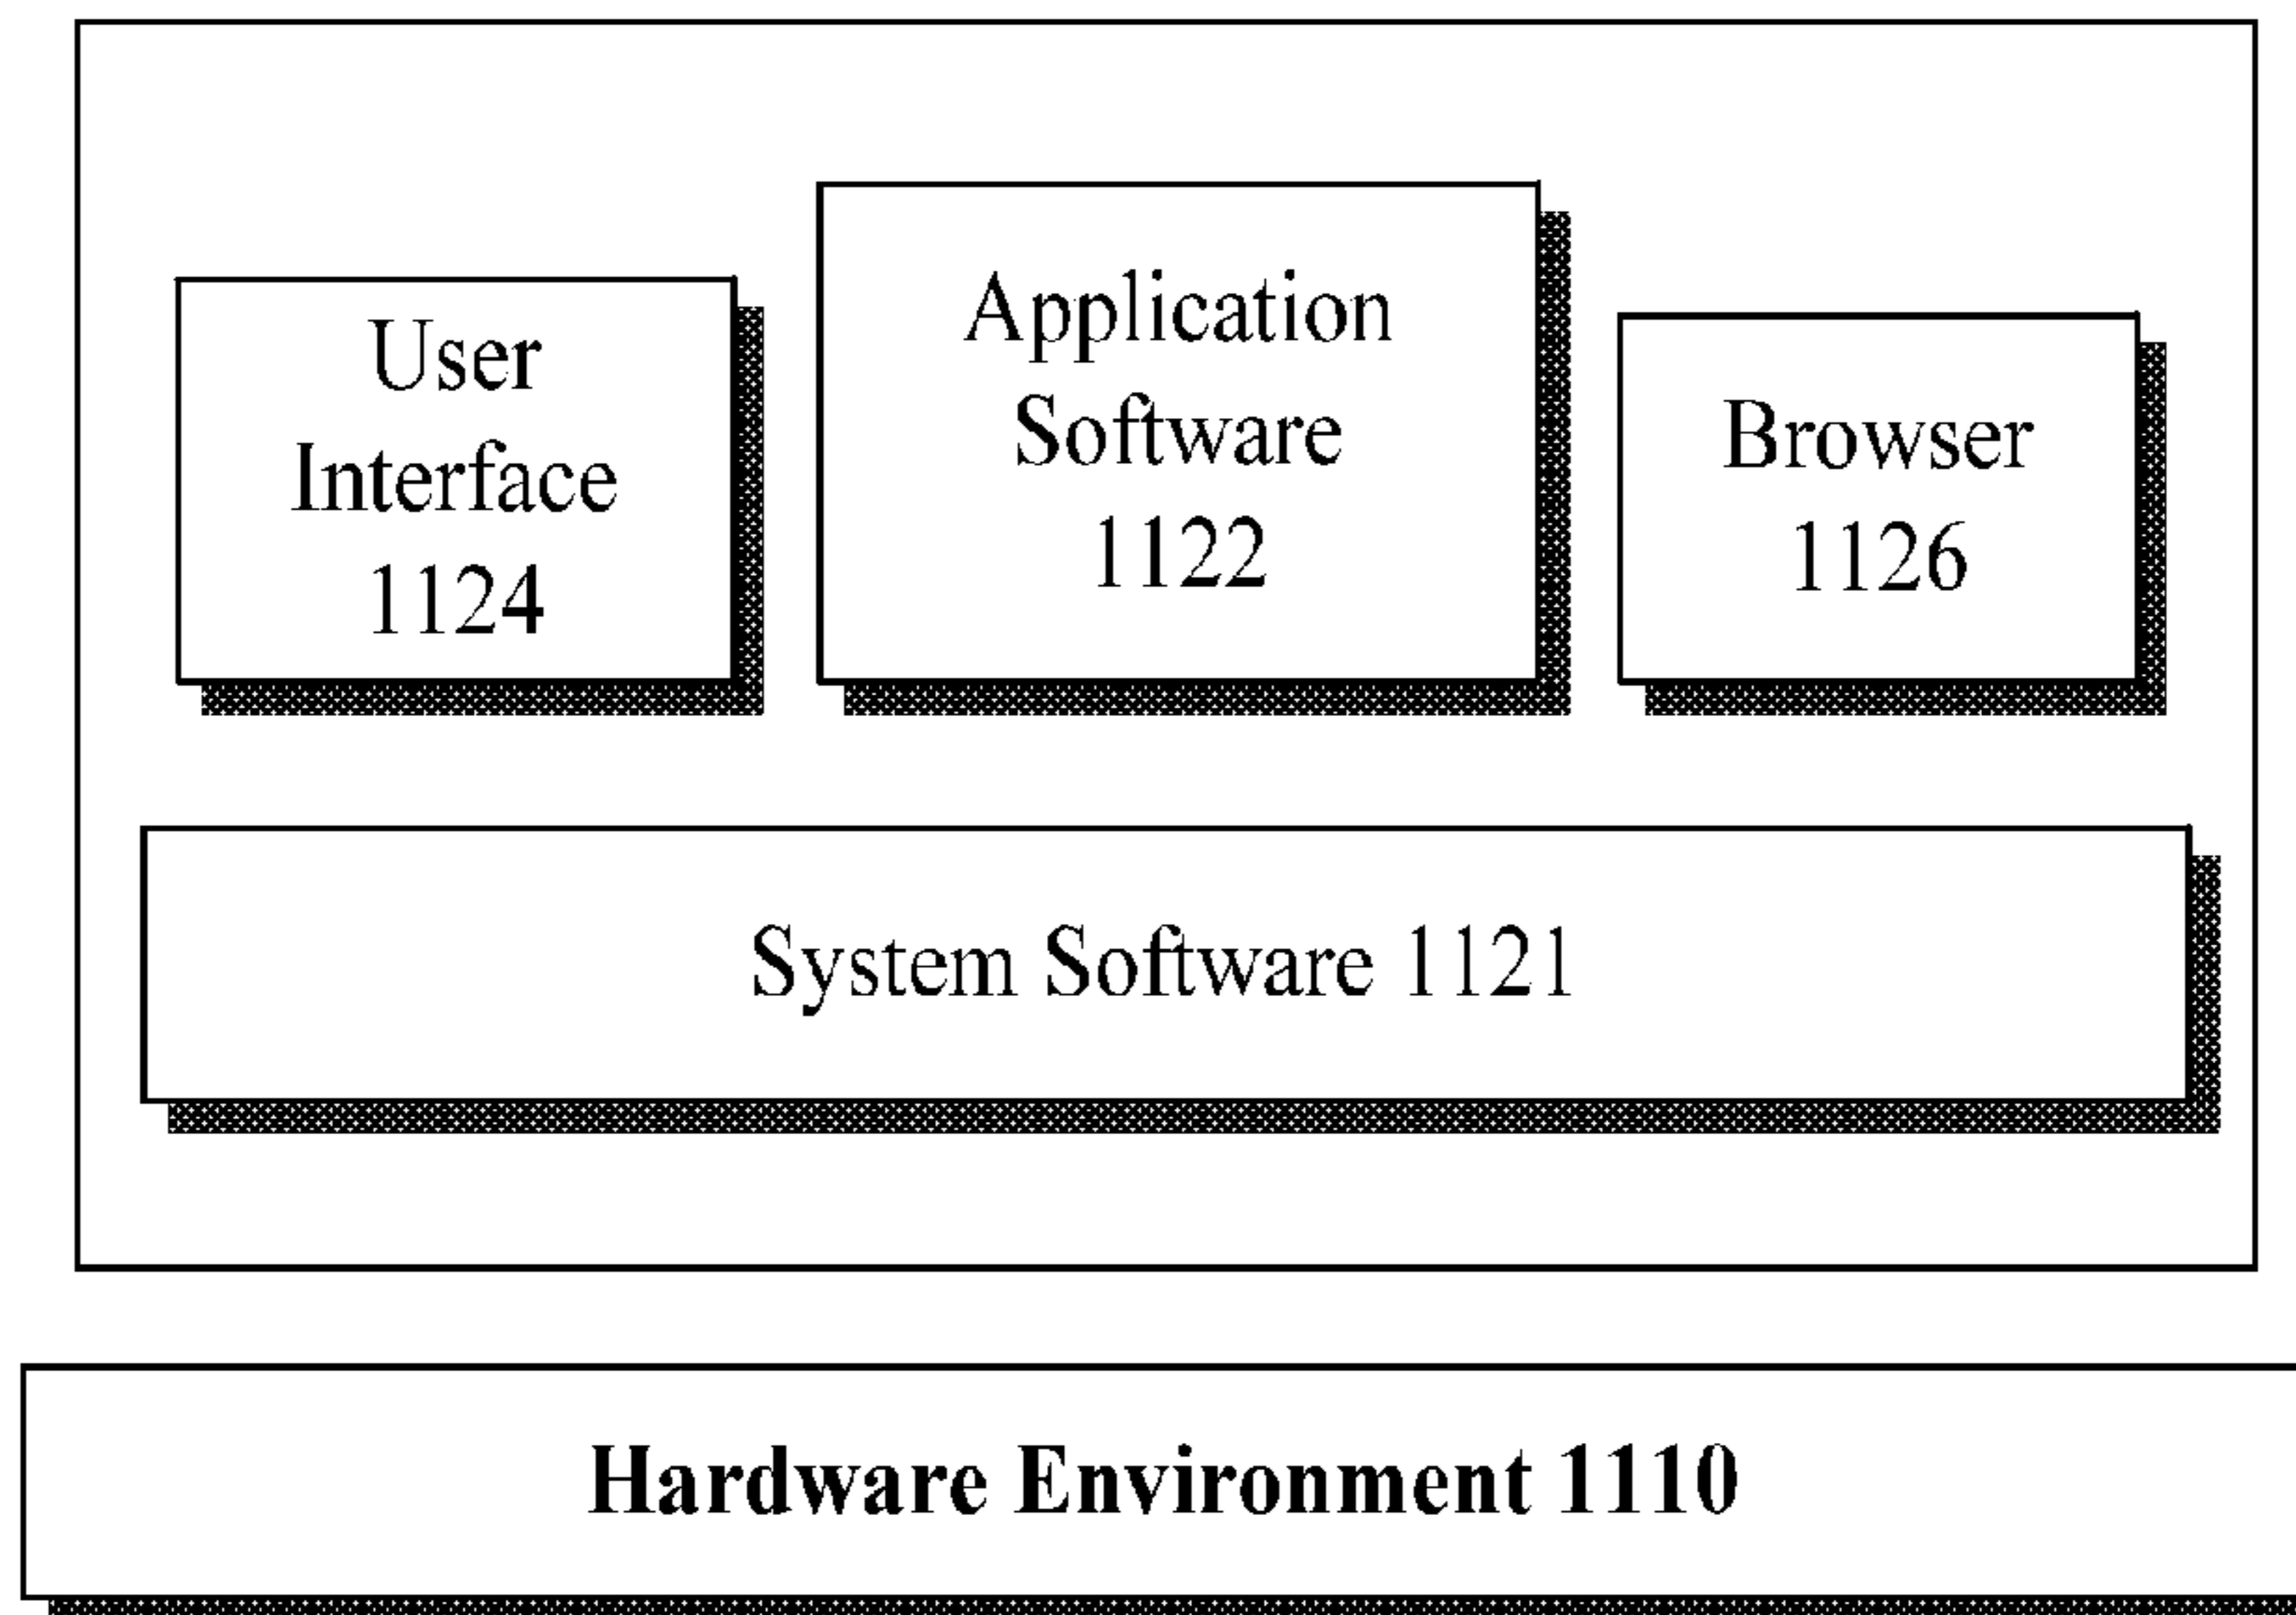 User
Interface
1124
Application
Software
1122
Browser
1126
System Software 1121
Hardware Environment 1110